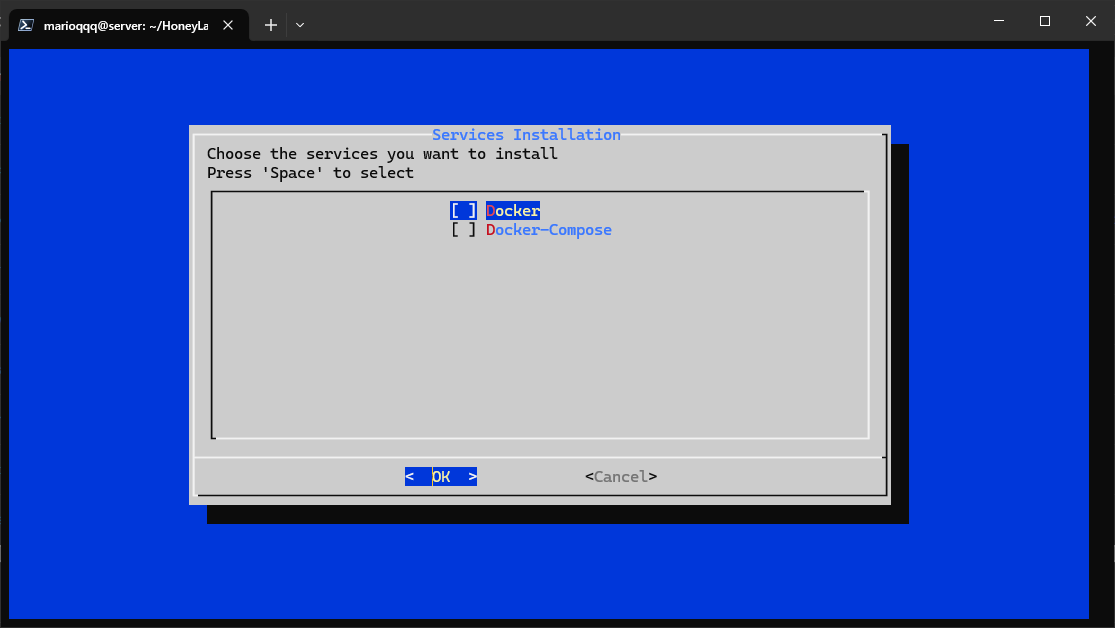 marioqqq@server: ~/HoneyLa
Services Installation
Choose the services you want to install
Press 'Space' to select
[ ] Docker
[ ] Docker-Compose
< OK > <Cancel>